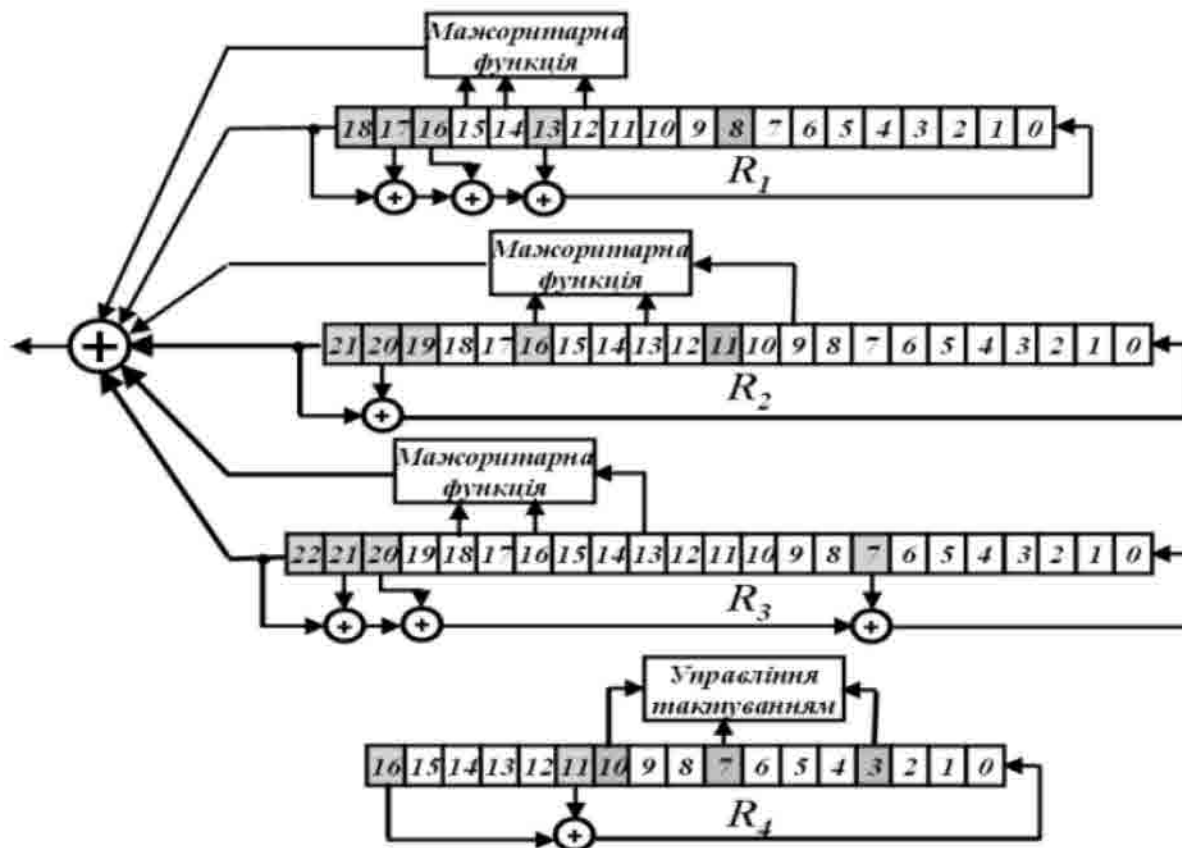 Мажоритарна
функція
18 17 16 15 14 13 12 11 10 9 8 7 6 5 4 3 2 1 0
R1
+ + +
Мажоритарна
функція
+
21 20 19 18 17 16 15 14 13 12 11 10 9 8 7 6 5 4 3 2 1 0
R2
+
Мажоритарна
функція
22 21 20 19 18 17 16 15 14 13 12 11 10 9 8 7 6 5 4 3 2 1 0
R3
+ + +
Управління
тактуванням
16 15 14 13 12 11 10 9 8 7 6 5 4 3 2 1 0
R4
+